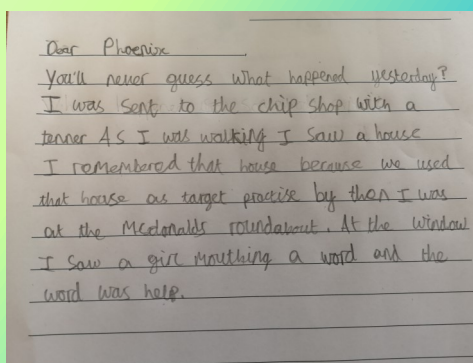 Dear Phoenix
You'll never guess what happened yesterday?
I was sent to the chip shop with a
tenner As I was walking I saw a house
I remembered that house because we used
that house as target practise by then I was
at the Mcdonalds roundabout. At the window
I saw a girl mouthing a word and the
word was help.